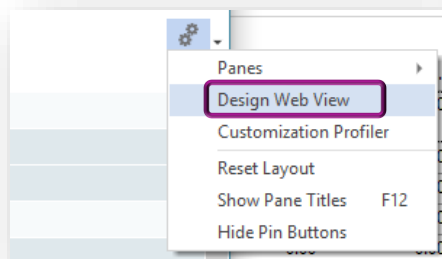 Panes
Design Web View
Customization Profiler
Reset Layout
Show Pane Titles F12
Hide Pin Buttons